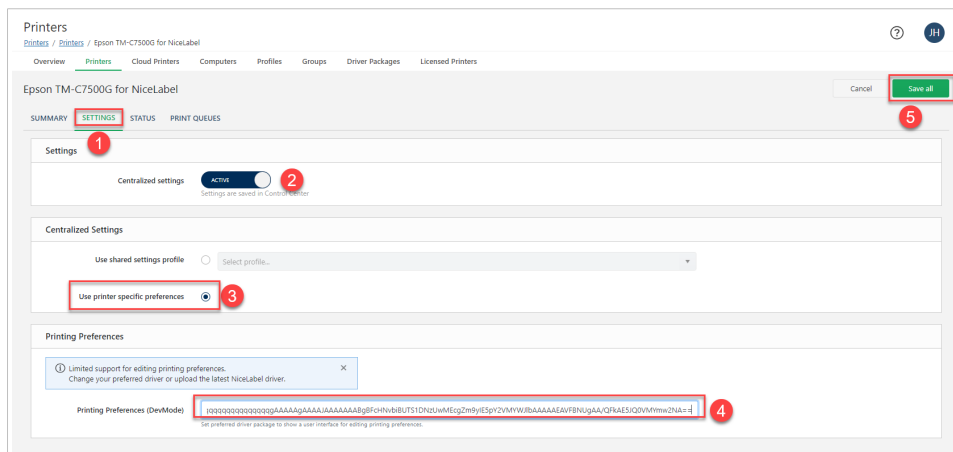 Printers
Printers / Printers / Epson TM-C7500G for NiceLabel
? JH
Overview Printers Cloud Printers Computers Profiles Groups Driver Packages Licensed Printers
Epson TM-C7500G for NiceLabel Cancel Save all
5
SUMMARY SETTINGS STATUS PRINT QUEUES
1
Settings
Centralized settings ACTIVE 2
Settings are saved in Control Center
Centralized Settings
Use shared settings profile Select profile...
Use printer specific preferences 3
Printing Preferences
Limited support for editing printing preferences.
Change your preferred driver or upload the latest NiceLabel driver.
Printing Preferences (DevMode) 4
Set preferred driver package to show a user interface for editing printing preferences.